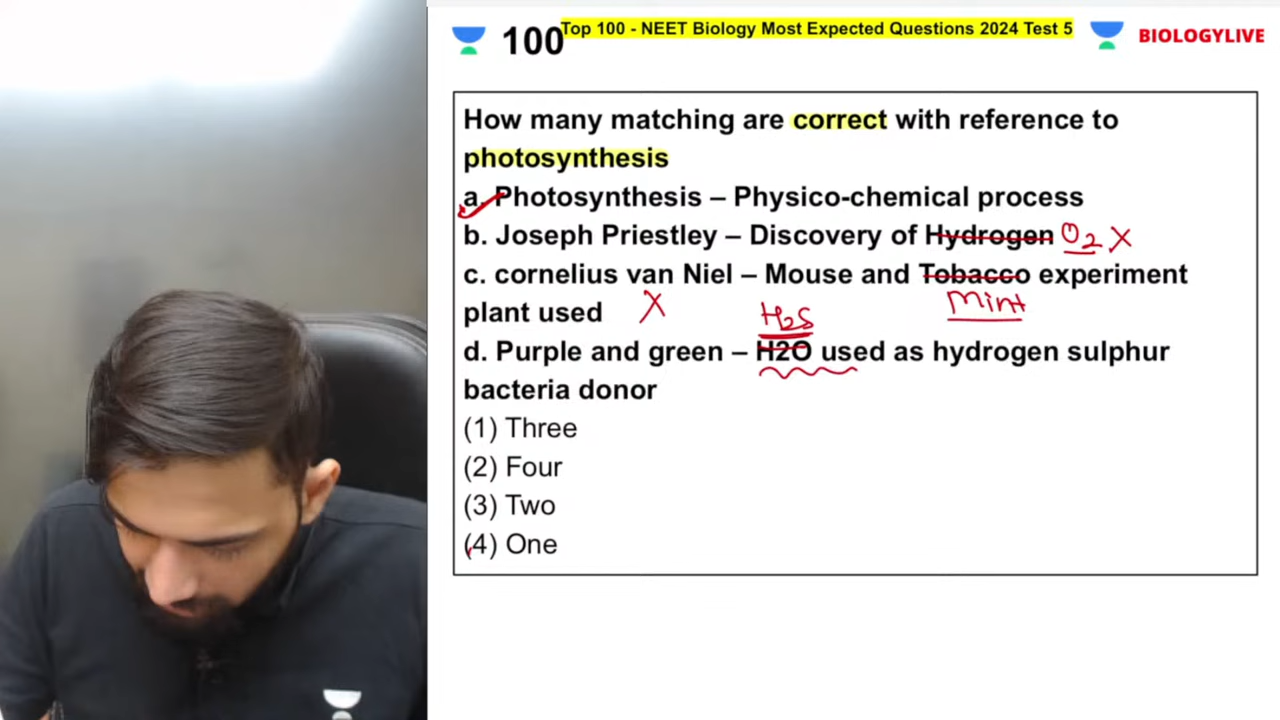 100
Top 100 - NEET Biology Most Expected Questions 2024 Test 5
BIOLOGYLIVE
How many matching are correct with reference to
photosynthesis
a. Photosynthesis – Physico-chemical process
b. Joseph Priestley – Discovery of Hydrogen O2 X
c. cornelius van Niel – Mouse and Tobacco experiment
plant used X Mint
H2S
d. Purple and green – H2O used as hydrogen sulphur
bacteria donor
(1) Three
(2) Four
(3) Two
(4) One